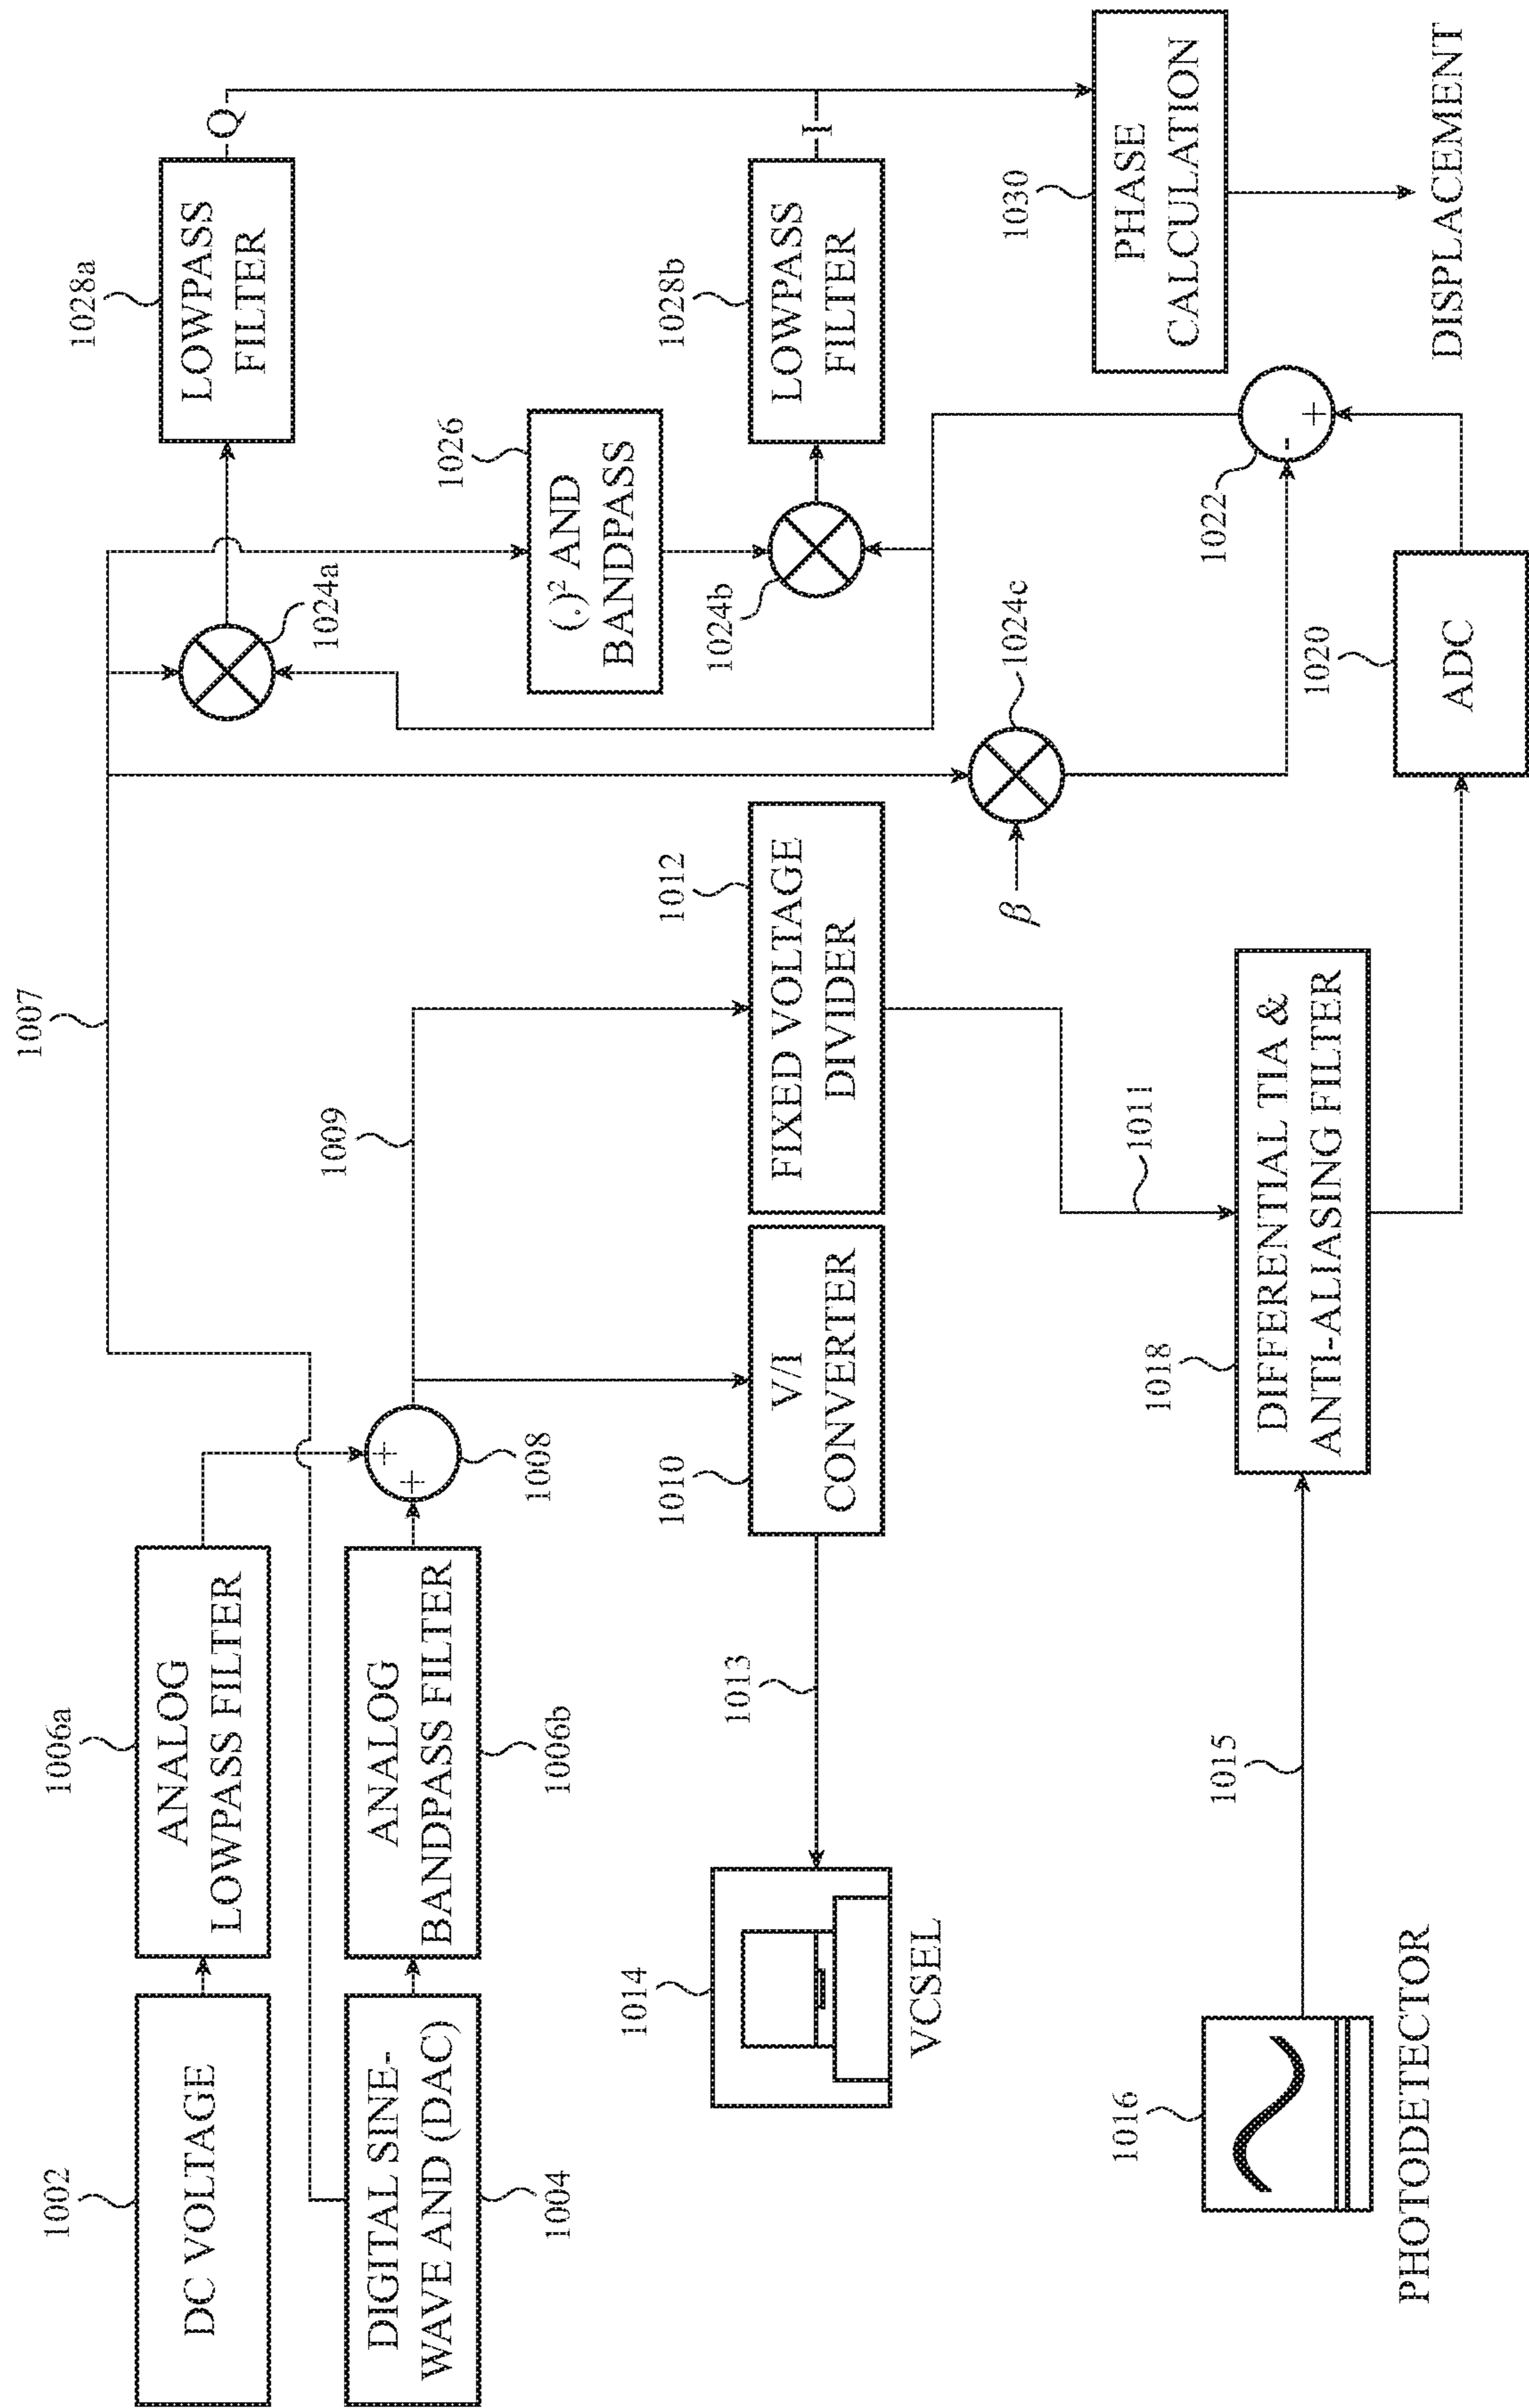 1002
DC VOLTAGE
1006a
ANALOG
LOWPASS FILTER
1004
DIGITAL SINE-
WAVE AND (DAC)
1006b
ANALOG
BANDPASS FILTER
+
+
1008
1007
1009
1010
V/I
CONVERTER
1012
FIXED VOLTAGE
DIVIDER
1013
1014
VCSEL
1016
PHOTODETECTOR
1015
1011
1018
DIFFERENTIAL TIA &
ANTI-ALIASING FILTER
1020
ADC
β
1024c
1022
-
+
1024a
1028a
LOWPASS
FILTER
Q
1026
(.)² AND
BANDPASS
1024b
1028b
LOWPASS
FILTER
I
1030
PHASE
CALCULATION
DISPLACEMENT